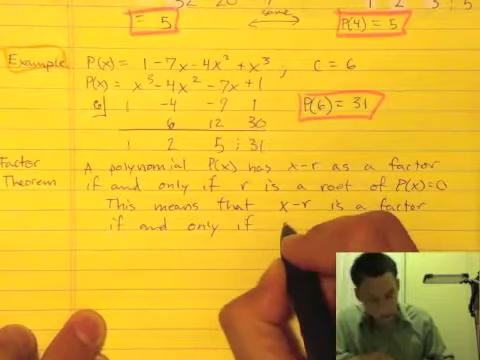 = 5
same
P(4) = 5
Example P(x) = 1 - 7x - 4x² + x³ ; c = 6
P(x) = x³ - 4x² - 7x + 1
6 1 -4 -7 1
P(6) = 31
6 12 30
1 2 5 31
Factor Theorem
A polynomial P(x) has x-r as a factor
if and only if r is a root of P(x)=0
This means that x-r is a factor
if and only if